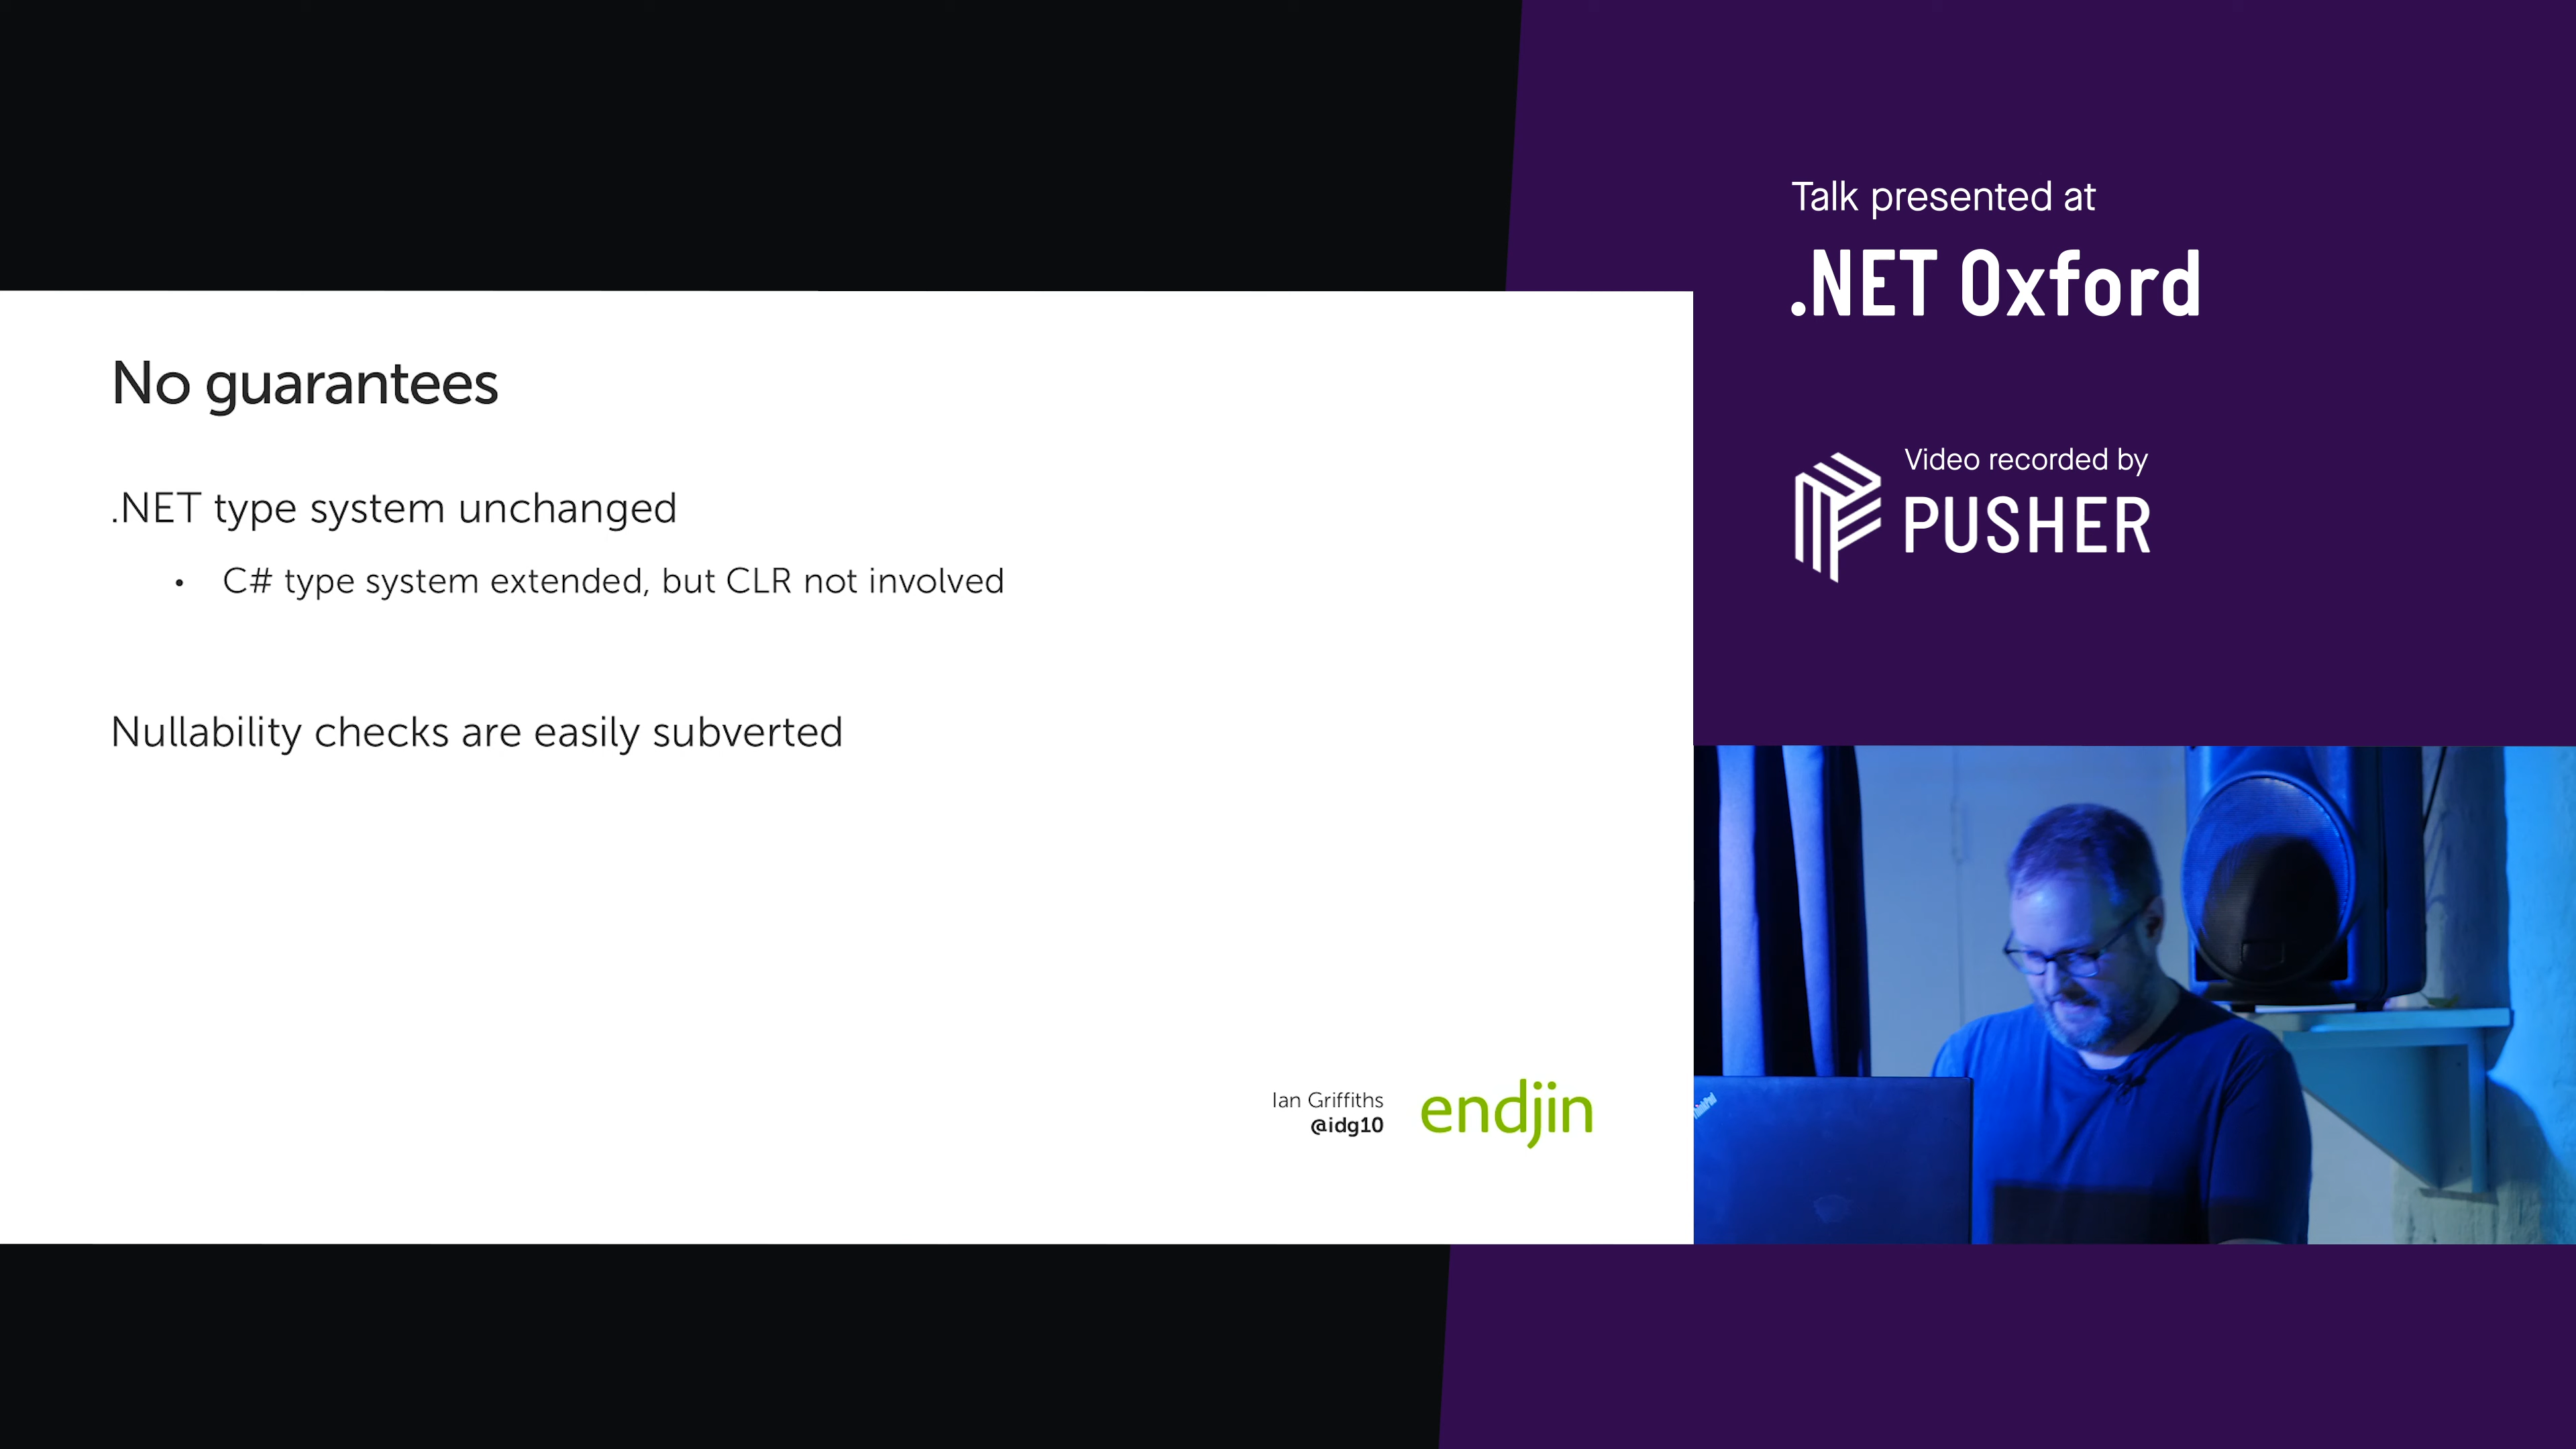 No guarantees
.NET type system unchanged
• C# type system extended, but CLR not involved
Nullability checks are easily subverted
Ian Griffiths
@idg10
endjin
Talk presented at
.NET Oxford
Video recorded by
PUSHER
ThinkPad